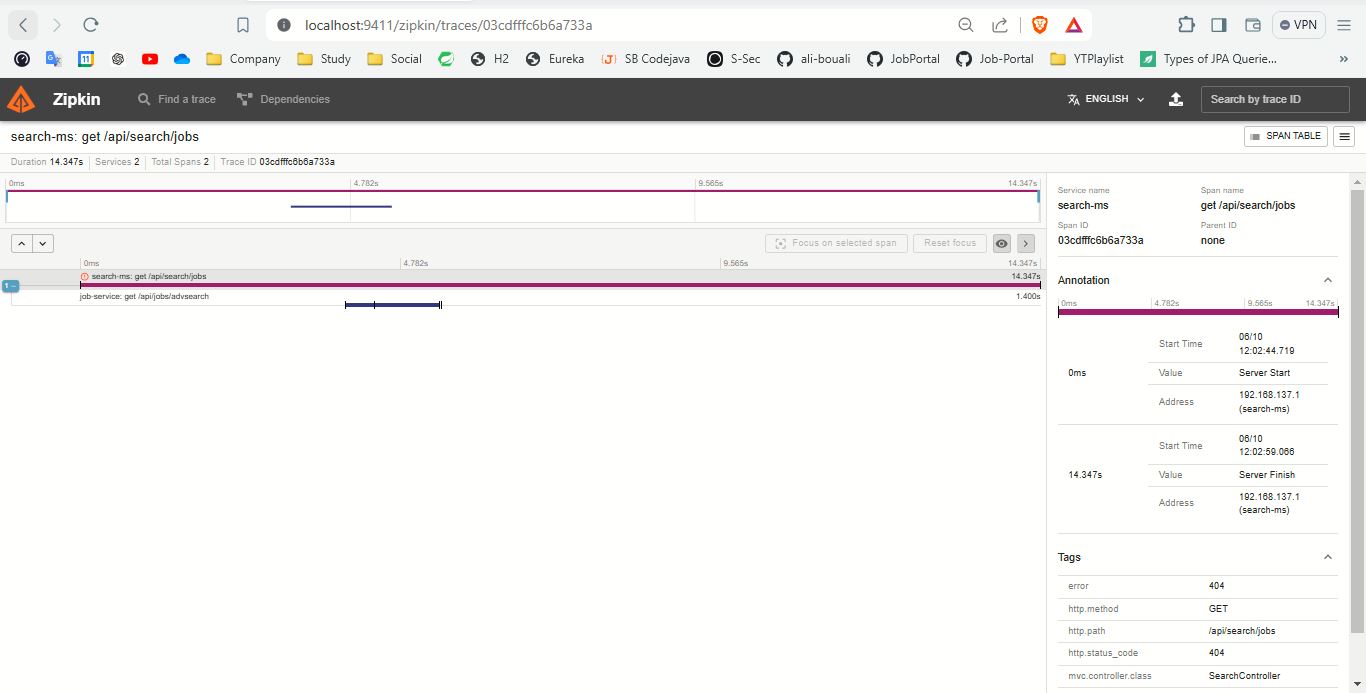 localhost:9411/zipkin/traces/03cdfffc6b6a733a
VPN
Company Study Social H2 Eureka SB Codejava S-Sec ali-bouali JobPortal Job-Portal YTPlaylist Types of JPA Querie... »
Zipkin Find a trace Dependencies ENGLISH Search by trace ID
search-ms: get /api/search/jobs SPAN TABLE
Duration 14.347s Services 2 Total Spans 2 Trace ID 03cdfffc6b6a733a
0ms 4.782s 9.565s 14.347s
Focus on selected span Reset focus
0ms 4.782s 9.565s 14.347s
search-ms: get /api/search/jobs 14.347s
1 –
job-service: get /api/jobs/advsearch 1.400s
Service name Span name
search-ms get /api/search/jobs
Span ID Parent ID
03cdfffc6b6a733a none
Annotation
0ms 4.782s 9.565s 14.347s
0ms
Start Time 06/10
12:02:44.719
Value Server Start
Address 192.168.137.1
(search-ms)
14.347s
Start Time 06/10
12:02:59.066
Value Server Finish
Address 192.168.137.1
(search-ms)
Tags
error 404
http.method GET
http.path /api/search/jobs
http.status_code 404
mvc.controller.class SearchController